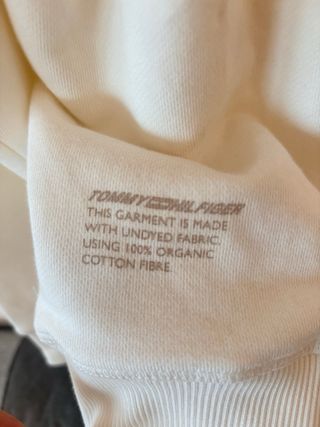 TOMMY HILFIGER
THIS GARMENT IS MADE
WITH UNDYED FABRIC.
USING 100% ORGANIC
COTTON FIBRE.